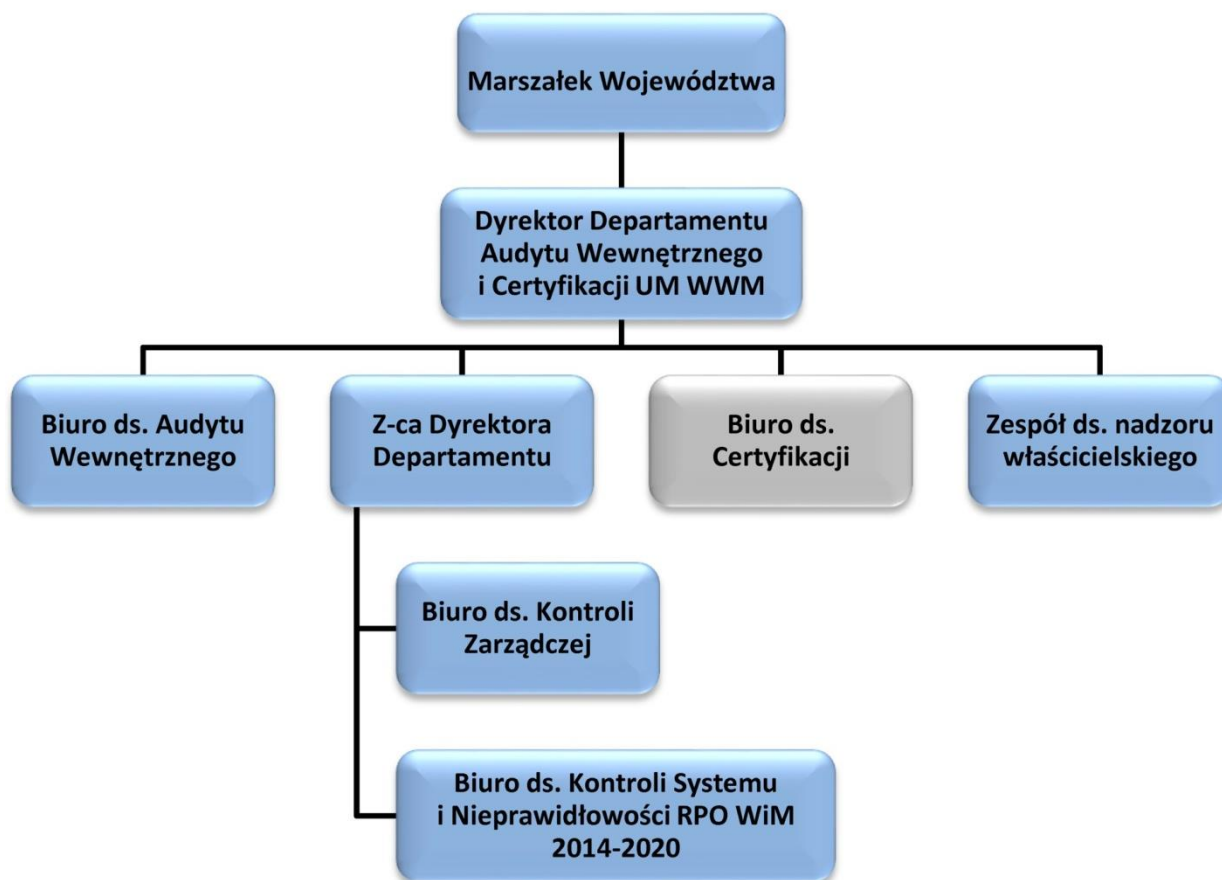 Marszałek Województwa
Dyrektor Departamentu
Audytu Wewnętrznego
i Certyfikacji UM WWM
Biuro ds. Audytu
Wewnętrznego
Z-ca Dyrektora
Departamentu
Biuro ds.
Certyfikacji
Zespół ds. nadzoru
właścicielskiego
Biuro ds. Kontroli
Zarządczej
Biuro ds. Kontroli Systemu
i Nieprawidłowości RPO WiM
2014-2020